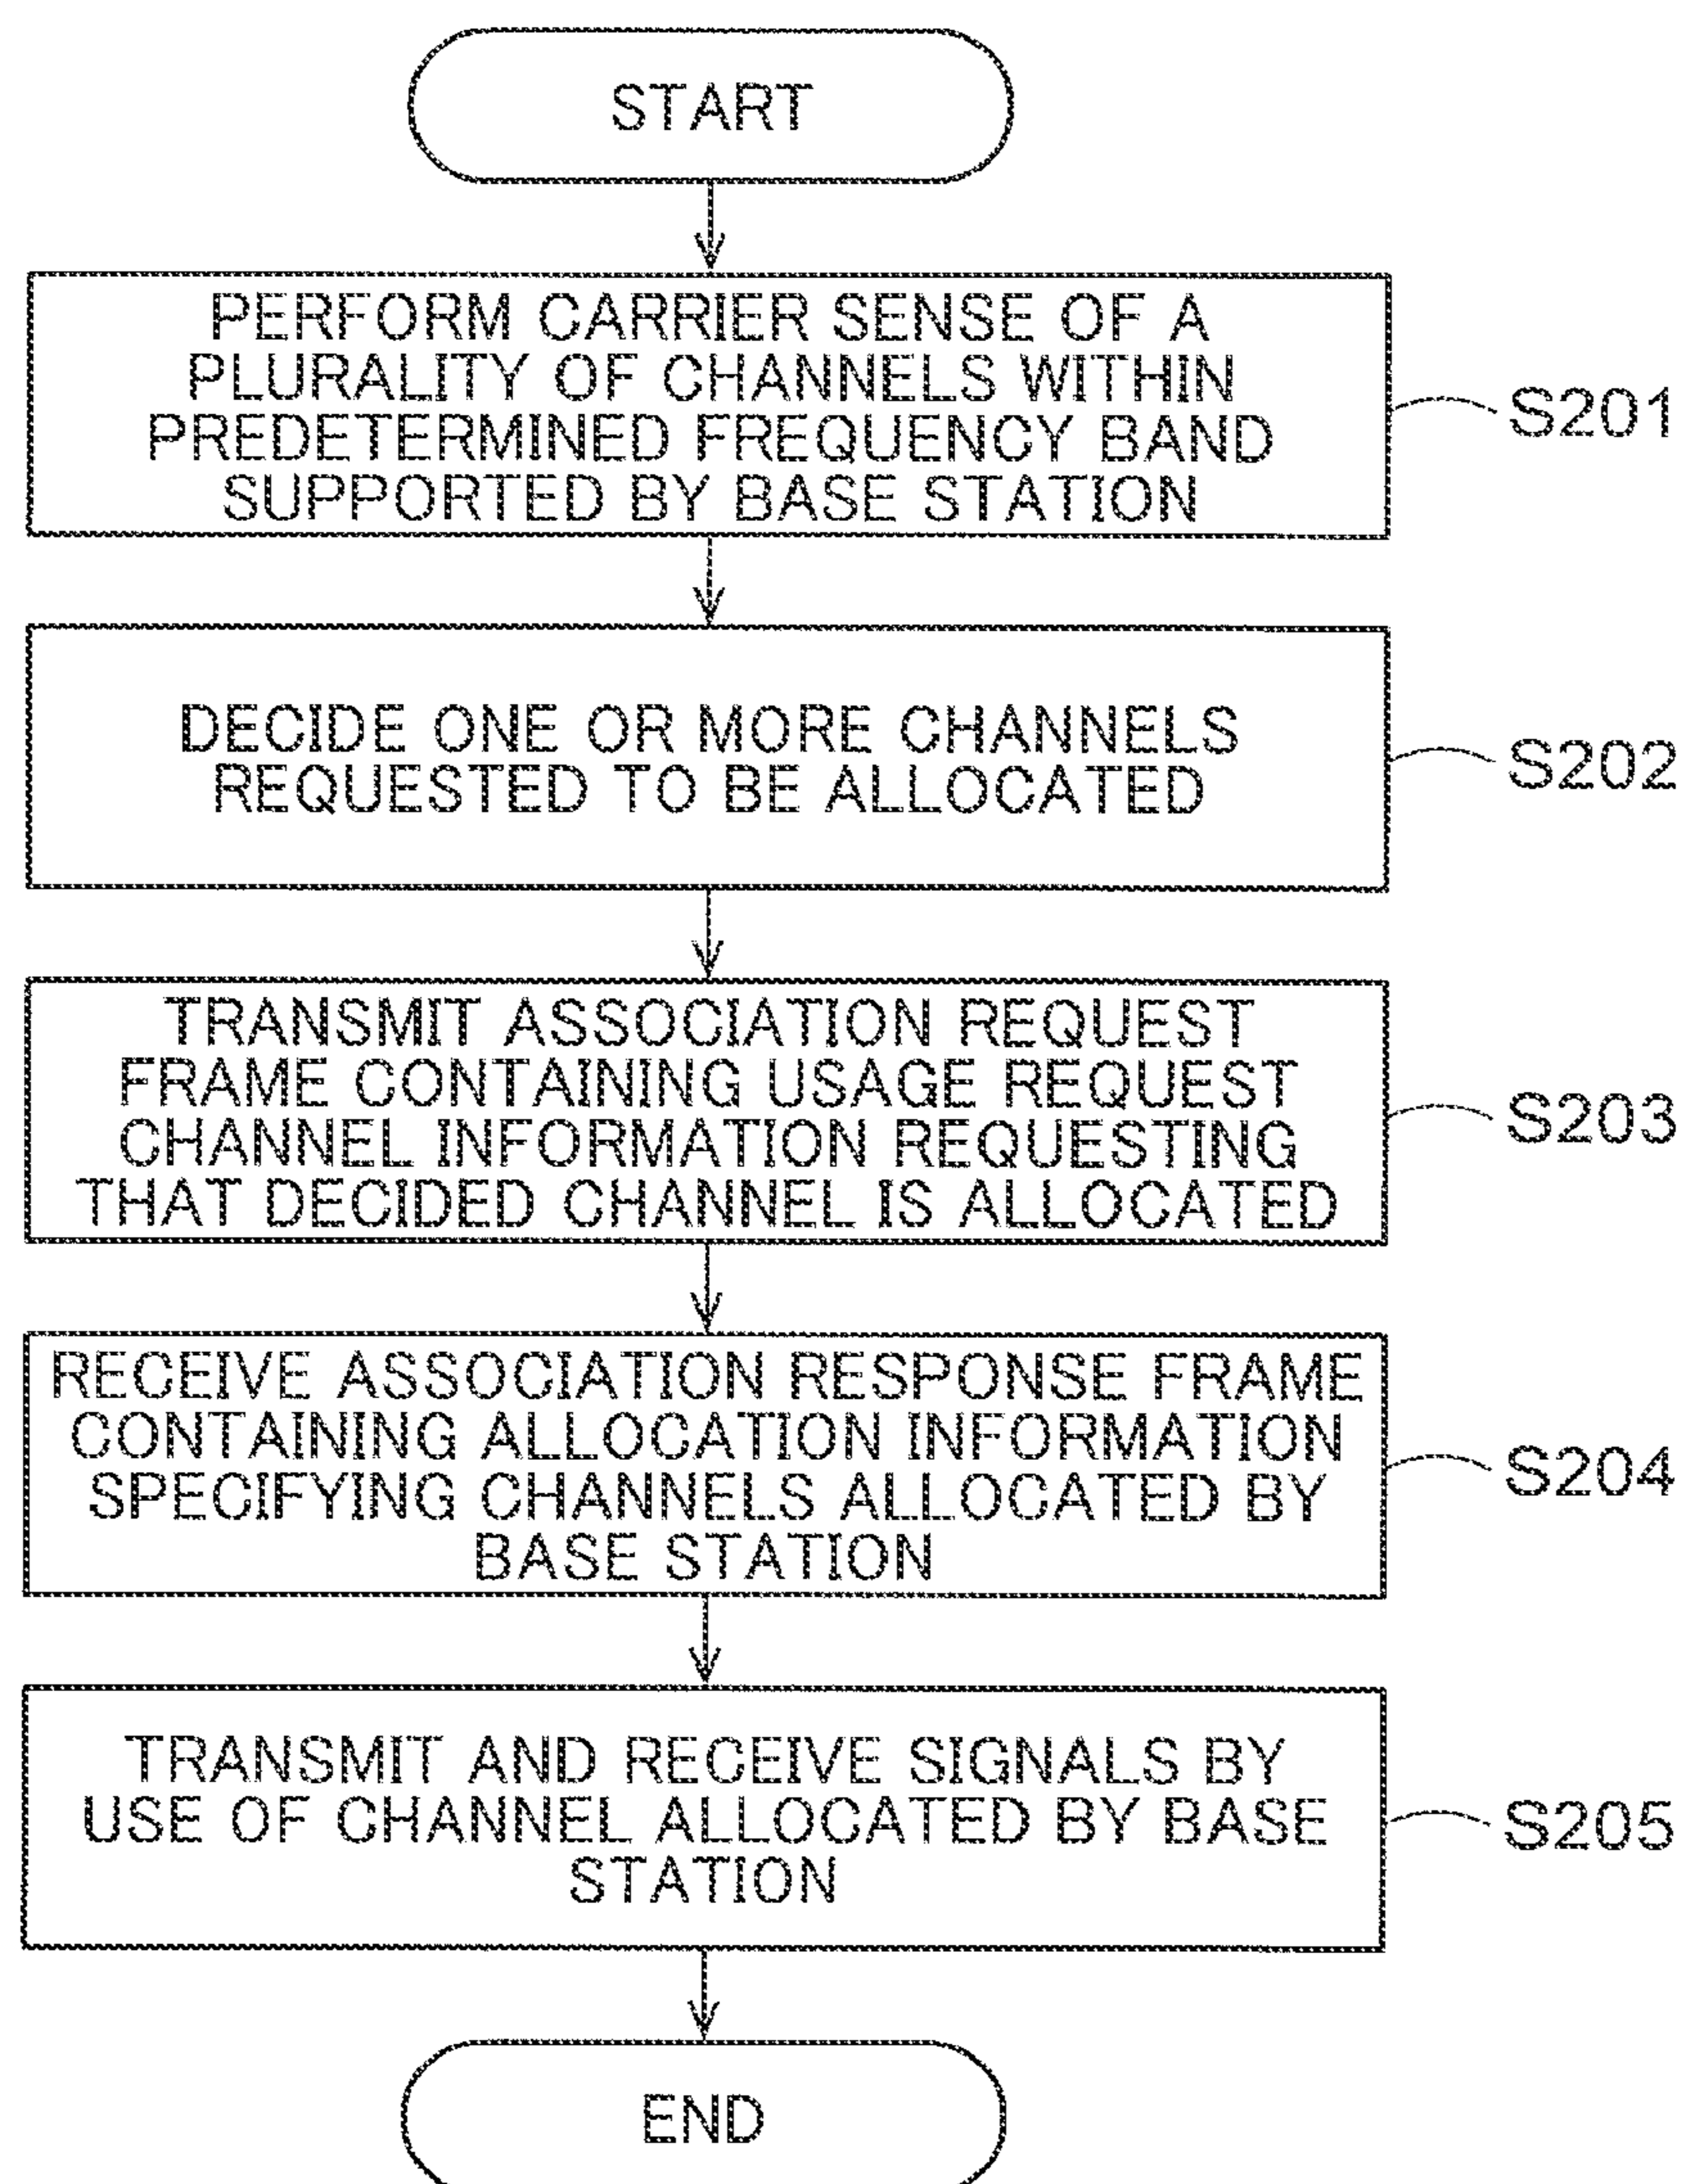 START
PERFORM CARRIER SENSE OF A
PLURALITY OF CHANNELS WITHIN
PREDETERMINED FREQUENCY BAND
SUPPORTED BY BASE STATION
S201
DECIDE ONE OR MORE CHANNELS
REQUESTED TO BE ALLOCATED
S202
TRANSMIT ASSOCIATION REQUEST
FRAME CONTAINING USAGE REQUEST
CHANNEL INFORMATION REQUESTING
THAT DECIDED CHANNEL IS ALLOCATED
S203
RECEIVE ASSOCIATION RESPONSE FRAME
CONTAINING ALLOCATION INFORMATION
SPECIFYING CHANNELS ALLOCATED BY
BASE STATION
S204
TRANSMIT AND RECEIVE SIGNALS BY
USE OF CHANNEL ALLOCATED BY BASE
STATION
S205
END